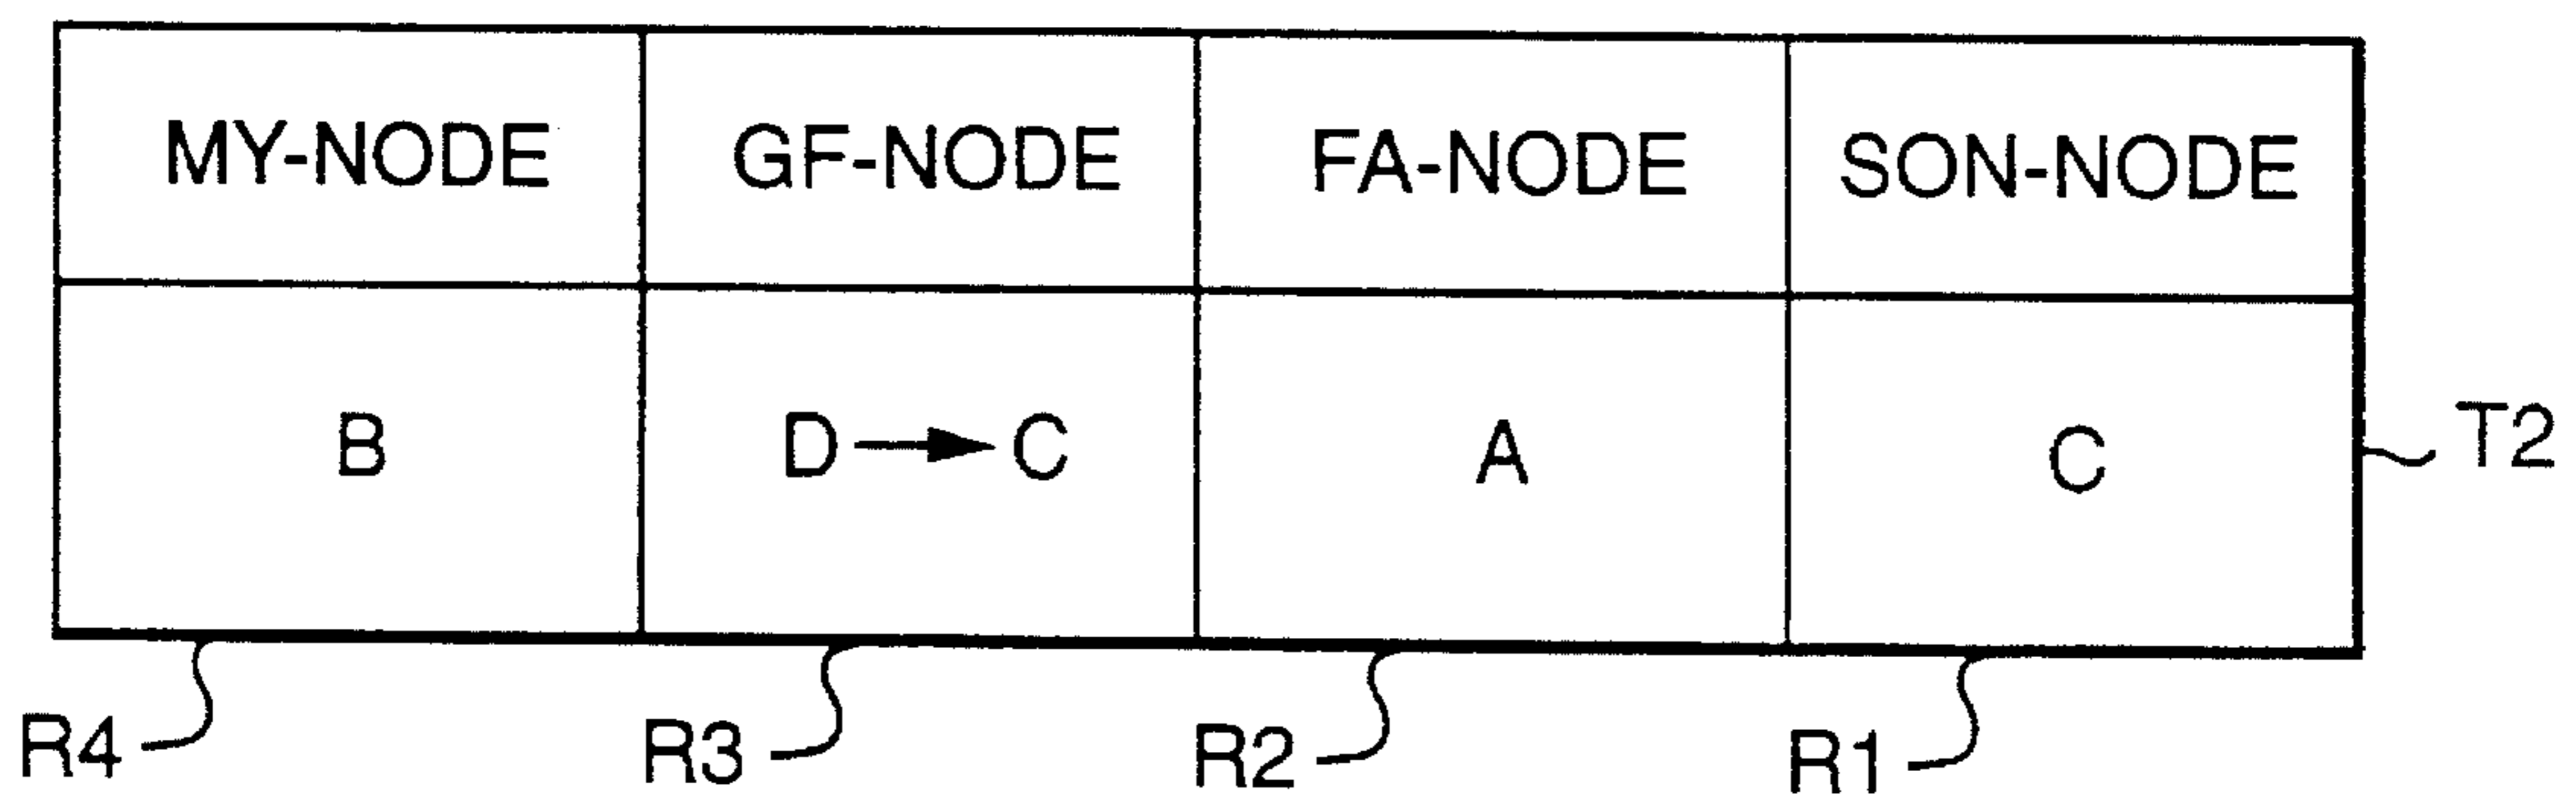 MY-NODE GF-NODE FA-NODE SON-NODE
B D → C A C
T2
R4 R3 R2 R1